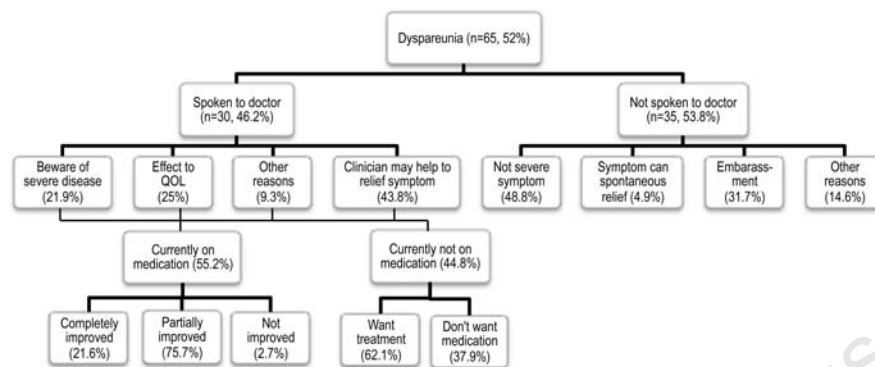 Dyspareunia (n=65, 52%)
Spoken to doctor
(n=30, 46.2%)
Not spoken to doctor
(n=35, 53.8%)
Beware of
severe disease
(21.9%)
Effect to
QOL
(25%)
Other
reasons
(9.3%)
Clinician may help to
relief symptom
(43.8%)
Not severe
symptom
(48.8%)
Symptom can
spontaneous
relief (4.9%)
Embarass-
ment
(31.7%)
Other
reasons
(14.6%)
Currently on
medication (55.2%)
Currently not on
medication (44.8%)
Completely
improved
(21.6%)
Partially
improved
(75.7%)
Not
improved
(2.7%)
Want
treatment
(62.1%)
Don't want
medication
(37.9%)